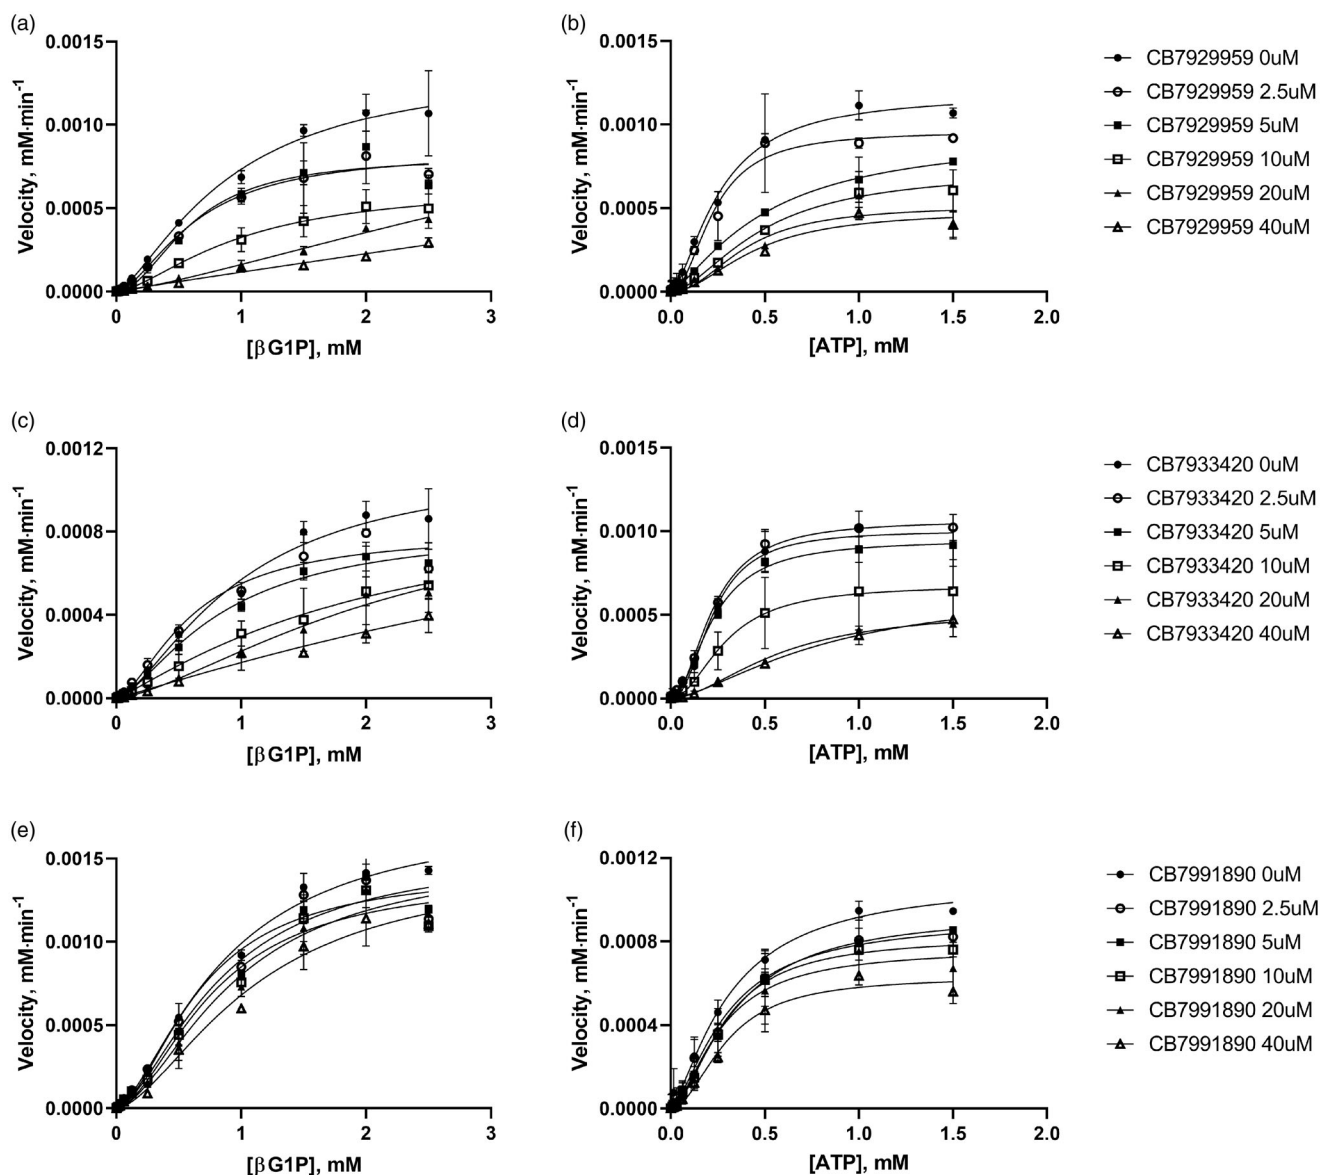 (a)
0.0015
0.0010
0.0005
0.0000
Velocity, mM·min⁻¹
0 1 2 3
[βG1P], mM
(b)
0.0015
0.0010
0.0005
0.0000
Velocity, mM·min⁻¹
0.0 0.5 1.0 1.5 2.0
[ATP], mM
CB7929959 0uM
CB7929959 2.5uM
CB7929959 5uM
CB7929959 10uM
CB7929959 20uM
CB7929959 40uM
(c)
0.0012
0.0008
0.0004
0.0000
Velocity, mM·min⁻¹
0 1 2 3
[βG1P], mM
(d)
0.0015
0.0010
0.0005
0.0000
Velocity, mM·min⁻¹
0.0 0.5 1.0 1.5 2.0
[ATP], mM
CB7933420 0uM
CB7933420 2.5uM
CB7933420 5uM
CB7933420 10uM
CB7933420 20uM
CB7933420 40uM
(e)
0.0015
0.0010
0.0005
0.0000
Velocity, mM·min⁻¹
0 1 2 3
[βG1P], mM
(f)
0.0012
0.0008
0.0004
0.0000
Velocity, mM·min⁻¹
0.0 0.5 1.0 1.5 2.0
[ATP], mM
CB7991890 0uM
CB7991890 2.5uM
CB7991890 5uM
CB7991890 10uM
CB7991890 20uM
CB7991890 40uM